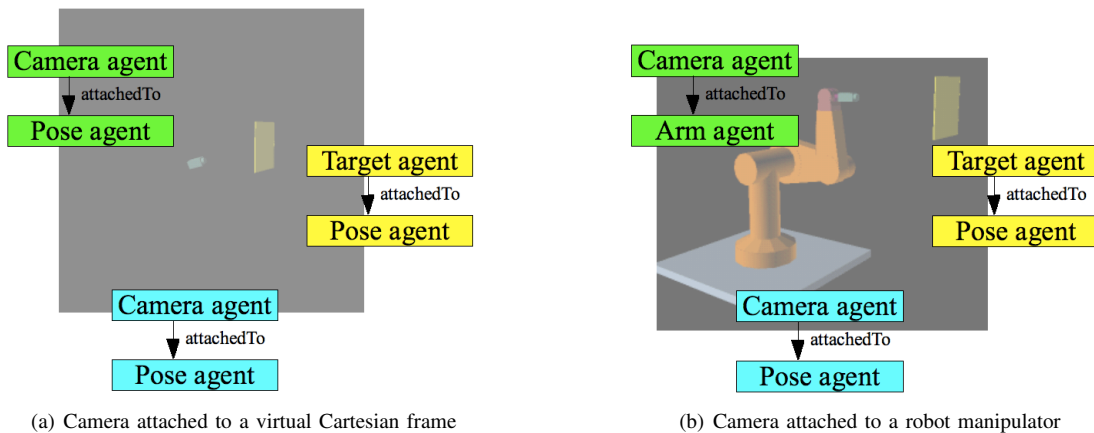 Camera agent
attachedTo
Pose agent
Target agent
attachedTo
Pose agent
Camera agent
attachedTo
Pose agent
(a) Camera attached to a virtual Cartesian frame
Camera agent
attachedTo
Arm agent
Target agent
attachedTo
Pose agent
Camera agent
attachedTo
Pose agent
(b) Camera attached to a robot manipulator